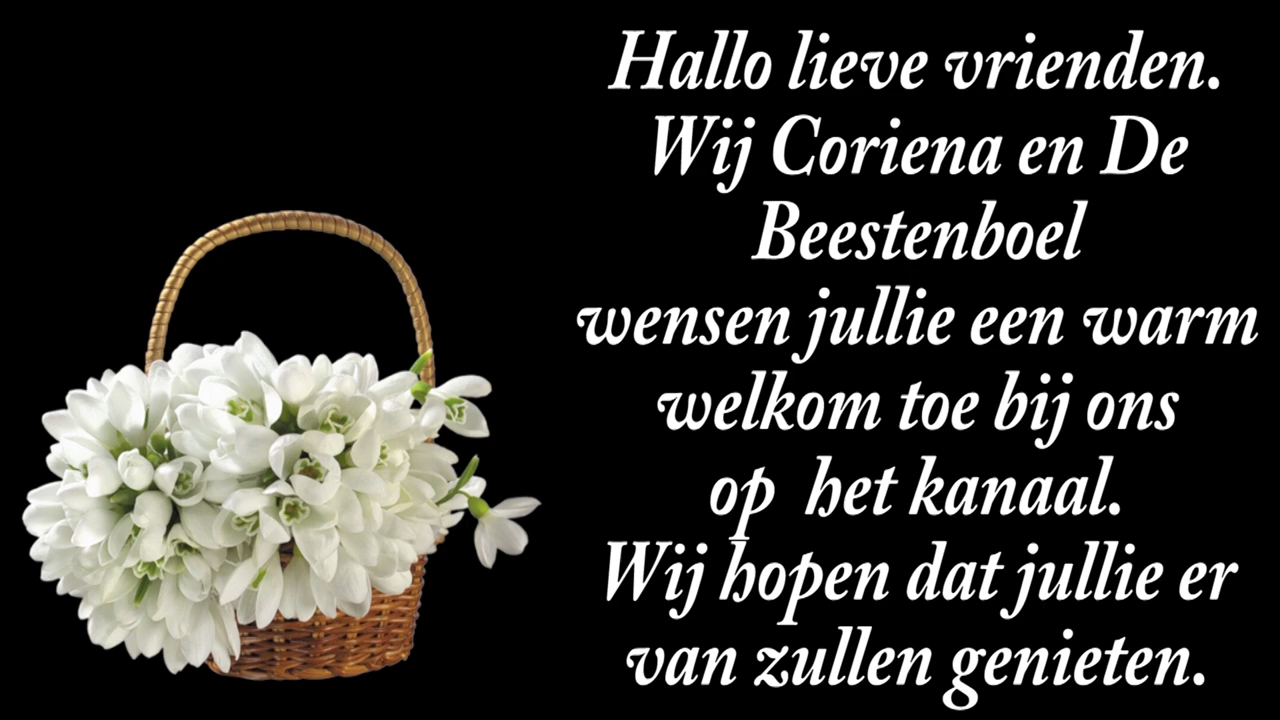 Hallo lieve vrienden.
Wij Coriena en De
Beestenboel
wensen jullie een warm
welkom toe bij ons
op het kanaal.
Wij hopen dat jullie er
van zullen genieten.